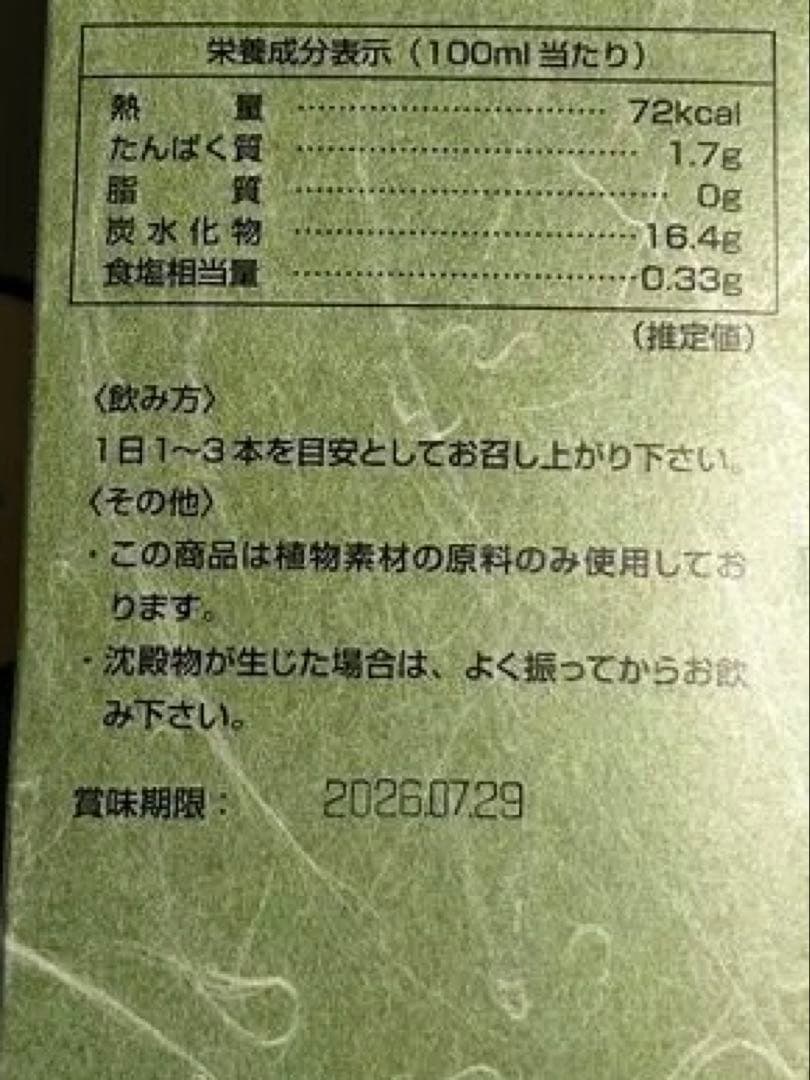 栄養成分表示（100ml当たり）
熱量 72kcal
たんぱく質 1.7g
脂質 0g
炭水化物 16.4g
食塩相当量 0.33g
（推定値）
〈飲み方〉
1日1〜3本を目安としてお召し上がり下さい。
〈その他〉
・この商品は植物素材の原料のみ使用してお
ります。
・沈殿物が生じた場合は、よく振ってからお飲
み下さい。
賞味期限： 2026.07.29